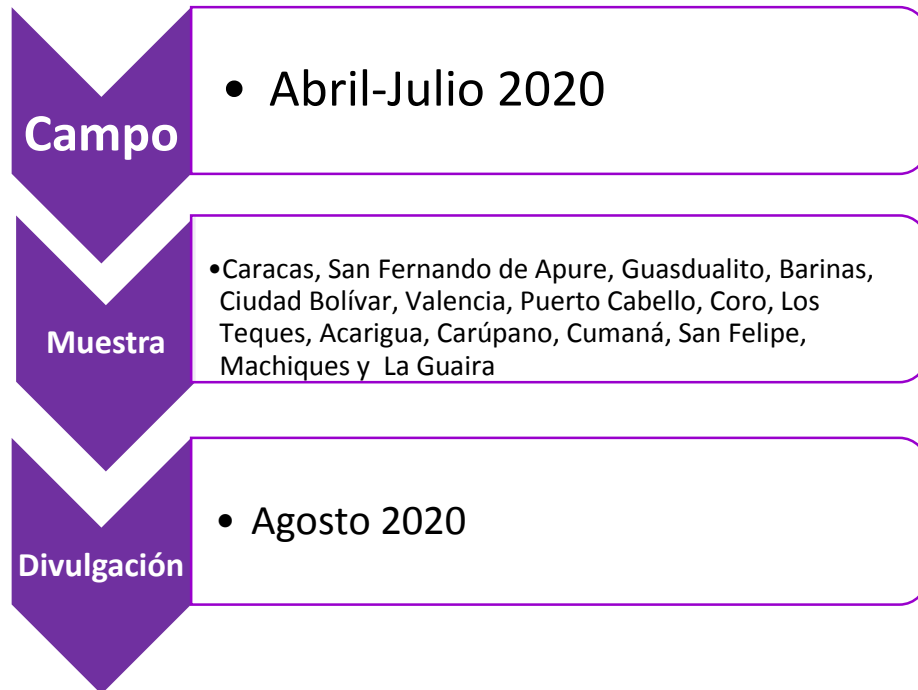 Campo
• Abril-Julio 2020
Muestra
•Caracas, San Fernando de Apure, Guasdualito, Barinas,
Ciudad Bolívar, Valencia, Puerto Cabello, Coro, Los
Teques, Acarigua, Carúpano, Cumaná, San Felipe,
Machiques y  La Guaira
Divulgación
• Agosto 2020